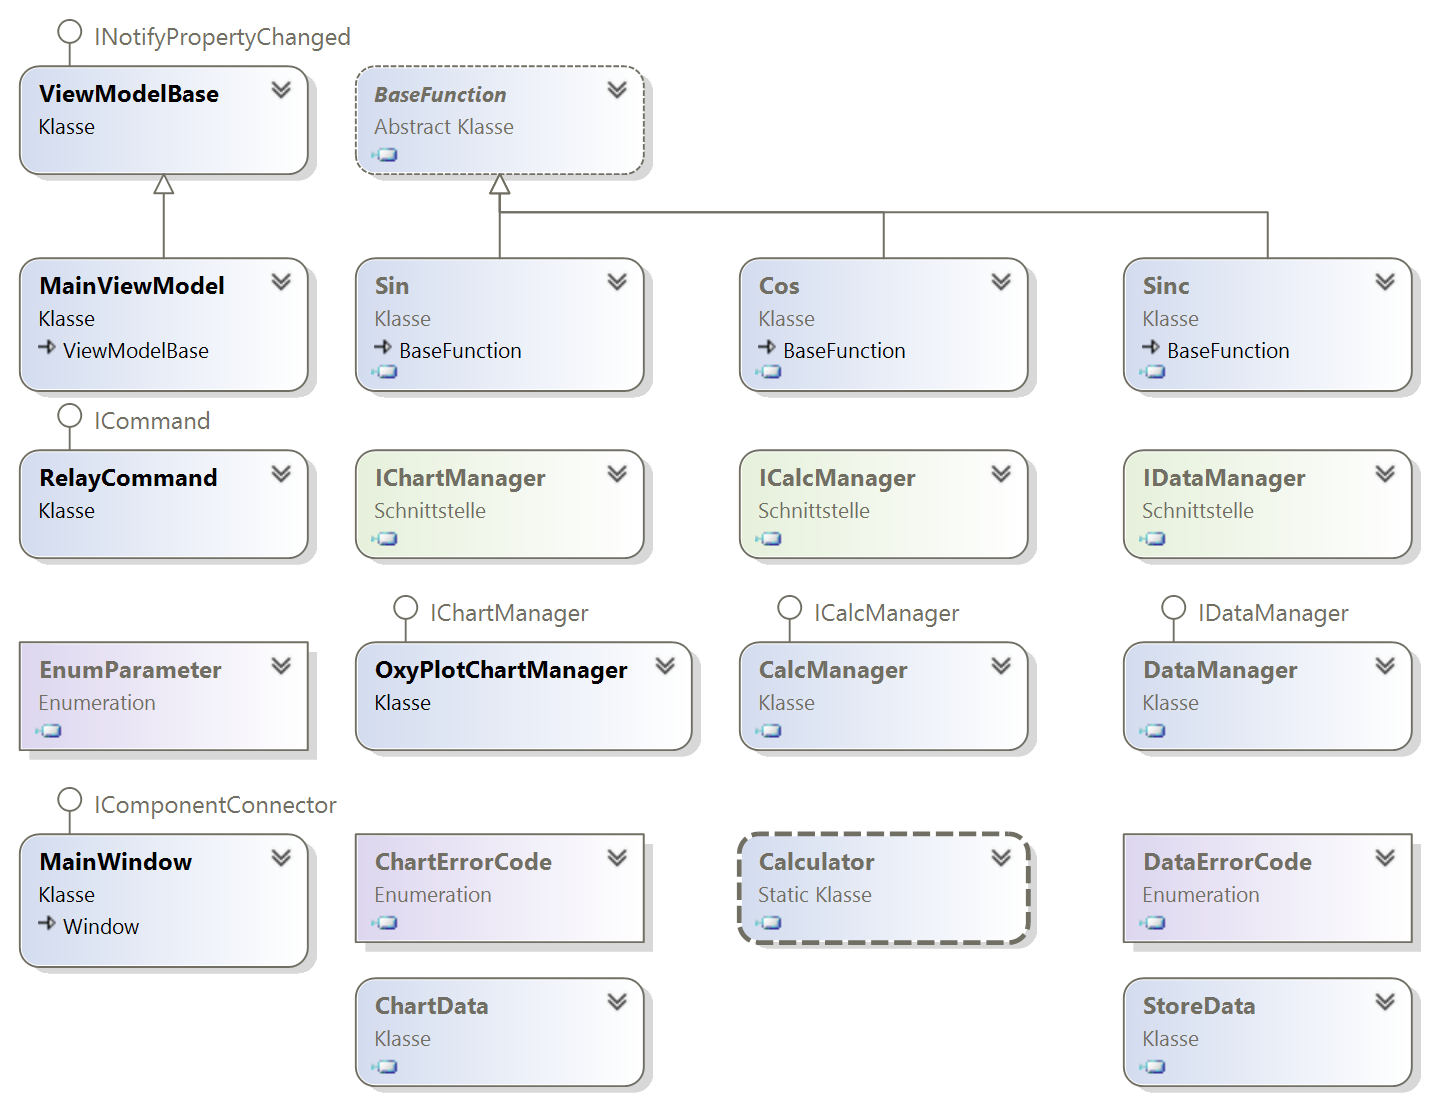 INotifyPropertyChanged
ViewModelBase
Klasse
BaseFunction
Abstract Klasse
MainViewModel
Klasse
ViewModelBase
Sin
Klasse
BaseFunction
Cos
Klasse
BaseFunction
Sinc
Klasse
BaseFunction
ICommand
RelayCommand
Klasse
IChartManager
Schnittstelle
ICalcManager
Schnittstelle
IDataManager
Schnittstelle
EnumParameter
Enumeration
IChartManager
OxyPlotChartManager
Klasse
ICalcManager
CalcManager
Klasse
IDataManager
DataManager
Klasse
IComponentConnector
MainWindow
Klasse
Window
ChartErrorCode
Enumeration
Calculator
Static Klasse
DataErrorCode
Enumeration
ChartData
Klasse
StoreData
Klasse